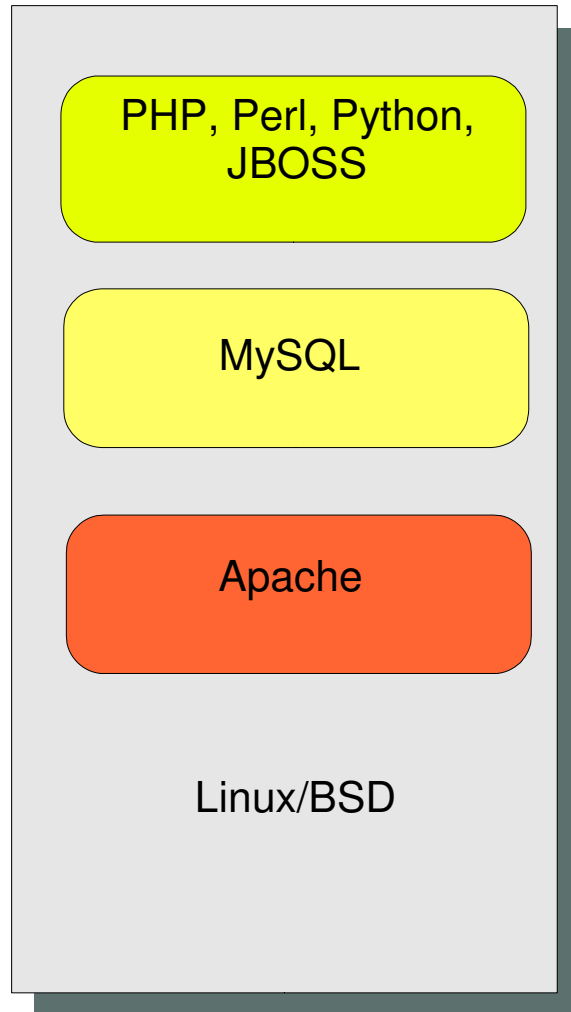 PHP, Perl, Python,
JBOSS
MySQL
Apache
Linux/BSD